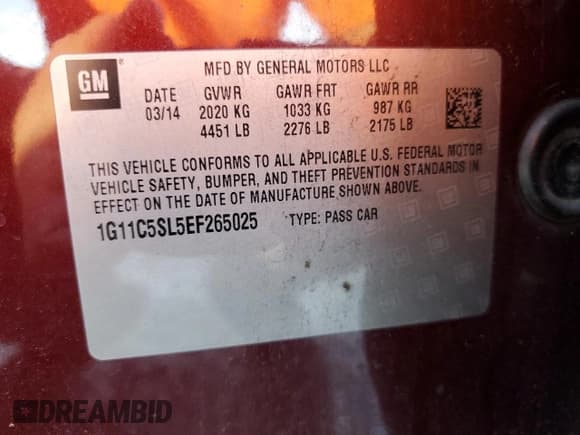 GM
MFD BY GENERAL MOTORS LLC
DATE GVWR GAWR FRT GAWR RR
03/14 2020 KG 1033 KG 987 KG
4451 LB 2276 LB 2175 LB
THIS VEHICLE CONFORMS TO ALL APPLICABLE U.S. FEDERAL MOTOR
VEHICLE SAFETY, BUMPER, AND THEFT PREVENTION STANDARDS IN
EFFECT ON THE DATE OF MANUFACTURE SHOWN ABOVE.
1G11C5SL5EF265025 TYPE: PASS CAR
DREAMBID